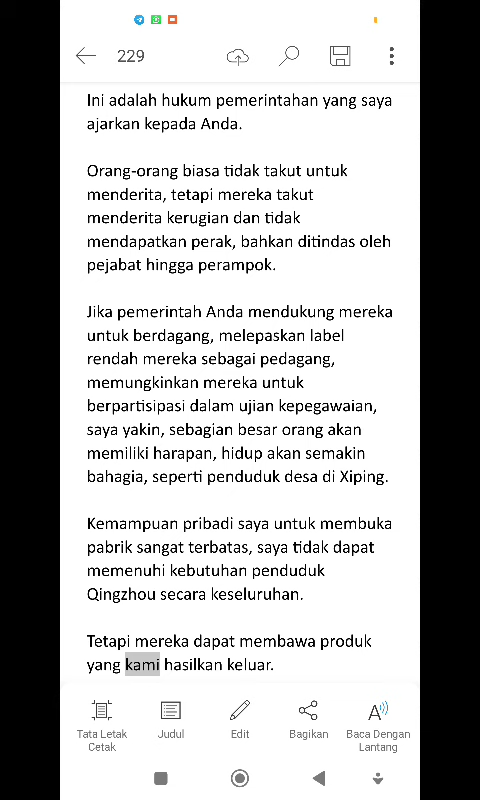 229
Ini adalah hukum pemerintahan yang saya
ajarkan kepada Anda.
Orang-orang biasa tidak takut untuk
menderita, tetapi mereka takut
menderita kerugian dan tidak
mendapatkan perak, bahkan ditindas oleh
pejabat hingga perampok.
Jika pemerintah Anda mendukung mereka
untuk berdagang, melepaskan label
rendah mereka sebagai pedagang,
memungkinkan mereka untuk
berpartisipasi dalam ujian kepegawaian,
saya yakin, sebagian besar orang akan
memiliki harapan, hidup akan semakin
bahagia, seperti penduduk desa di Xiping.
Kemampuan pribadi saya untuk membuka
pabrik sangat terbatas, saya tidak dapat
memenuhi kebutuhan penduduk
Qingzhou secara keseluruhan.
Tetapi mereka dapat membawa produk
yang kami hasilkan keluar.
Tata Letak Cetak
Judul
Edit
Bagikan
Baca Dengan Lantang